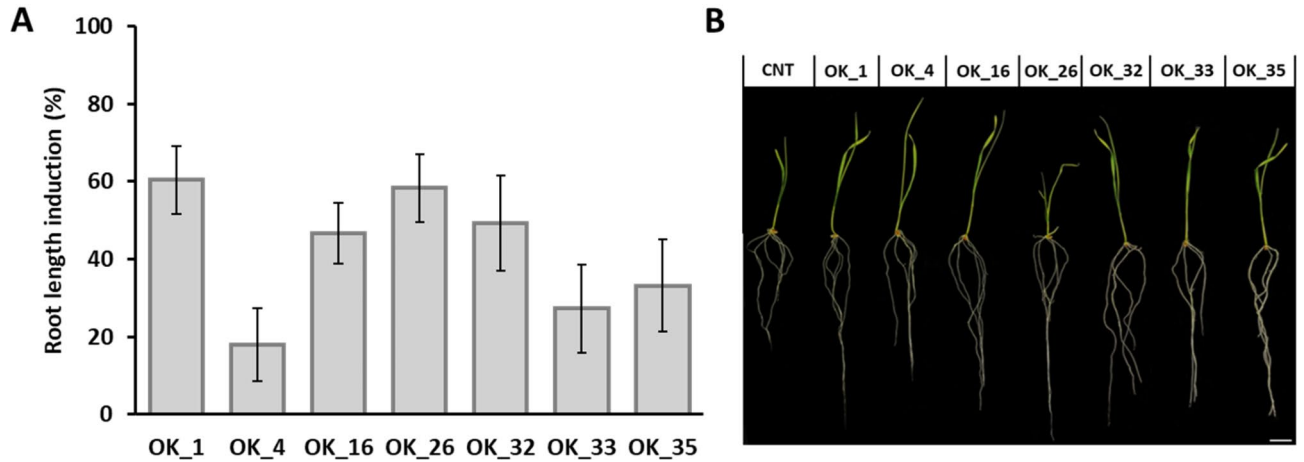 A
Root length induction (%)
100
80
60
40
20
0
OK_1 OK_4 OK_16 OK_26 OK_32 OK_33 OK_35
B
CNT OK_1 OK_4 OK_16 OK_26 OK_32 OK_33 OK_35